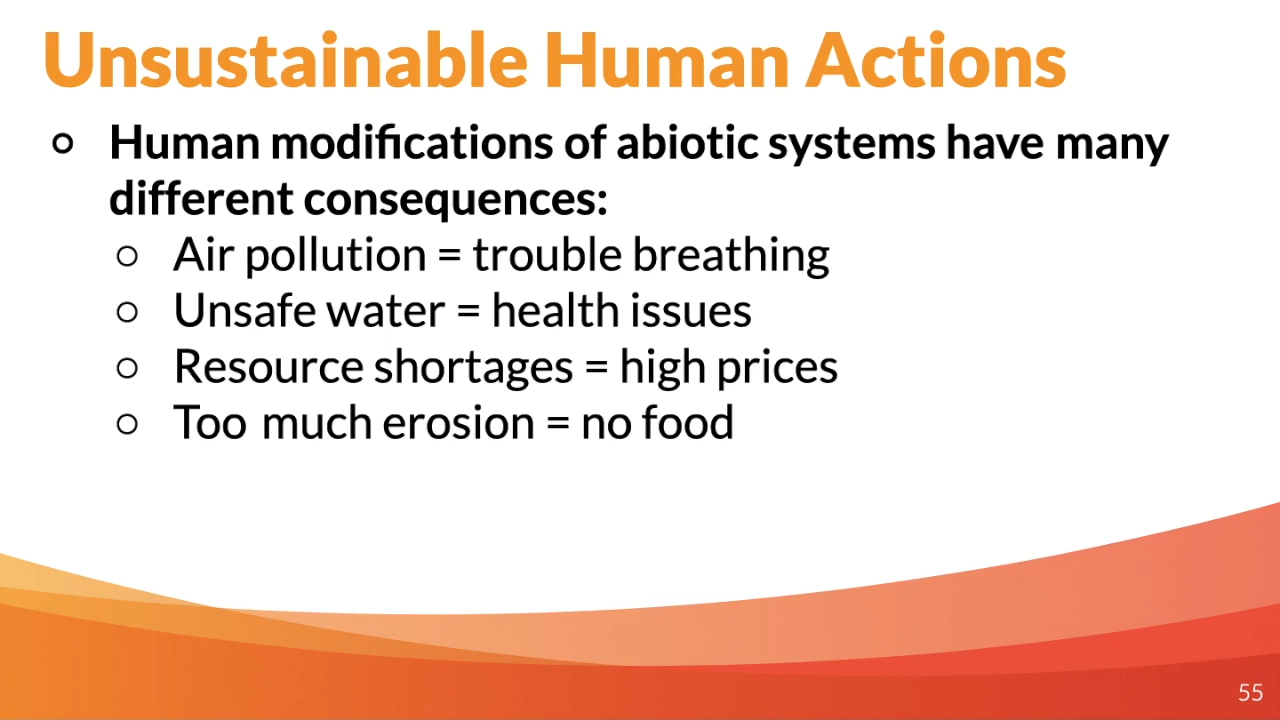 Unsustainable Human Actions
Human modifications of abiotic systems have many
different consequences:
Air pollution = trouble breathing
Unsafe water = health issues
Resource shortages = high prices
Too much erosion = no food
55